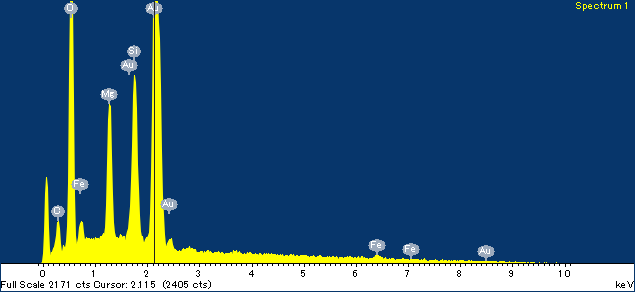 Spectrum 1
O Au
Si
Au
Mg
Fe
Au
O
Fe Fe Au
0 1 2 3 4 5 6 7 8 9 10
Full Scale 2171 cts Cursor: 2.115 (2405 cts) keV